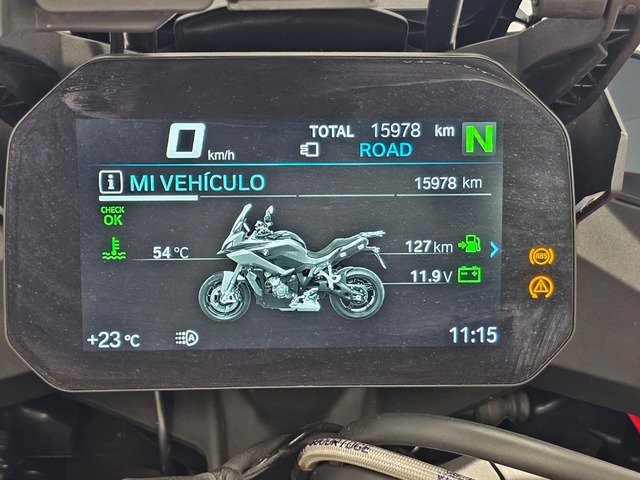 0 km/h
TOTAL 15978 km
N
ROAD
i MI VEHÍCULO 15978 km
CHECK
OK
54 °C
127 km
11.9 V
ABS
+23 °C
A
11:15